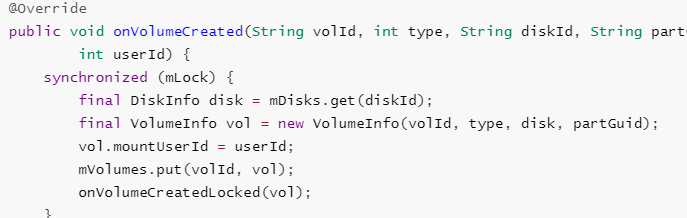 @Override
public void onVolumeCreated(String volId, int type, String diskId, String part
        int userId) {
    synchronized (mLock) {
        final DiskInfo disk = mDisks.get(diskId);
        final VolumeInfo vol = new VolumeInfo(volId, type, disk, partGuid);
        vol.mountUserId = userId;
        mVolumes.put(volId, vol);
        onVolumeCreatedLocked(vol);
    }